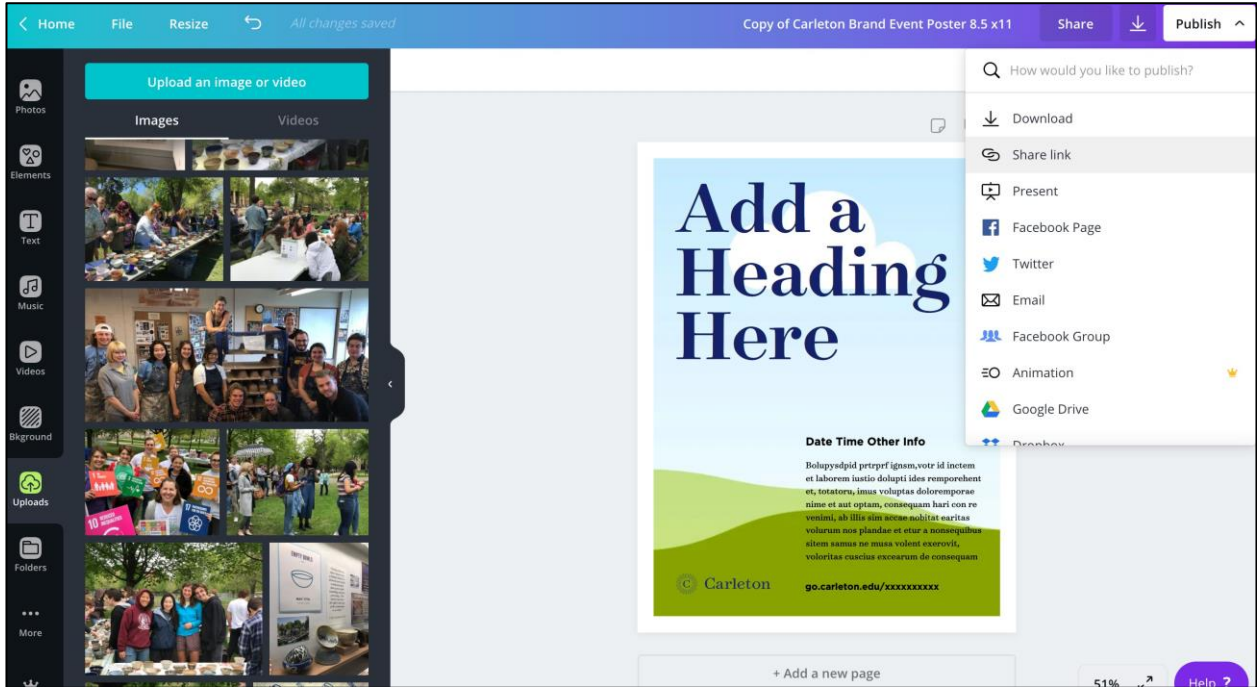 Home File Resize All changes saved Copy of Carleton Brand Event Poster 8.5 x11 Share Publish
Upload an image or video
Images Videos
Photos
Elements
Text
Music
Videos
Bkground
Uploads
Folders
More
How would you like to publish?
Download
Share link
Present
Facebook Page
Twitter
Email
Facebook Group
Animation
Google Drive
Dropbox
Add a
Heading
Here
Date Time Other Info
Bolupysdpid prtprf ignsm,votr id inctem
et laborem iustio dolupti ides remporehent
et, totatoru, imus voluptas doloremporae
nime et aut optam, consequam hari con re
venimi, ab illis sim accae nobitat earitas
volurum nos plandae et etur a nonsequibus
sitem samus ne musa volent exerovit,
voloritas cuscius excearum de consequam
C Carleton
go.carleton.edu/xxxxxxxxxx
+ Add a new page
51%
Help ?
EMPTY BOWLS